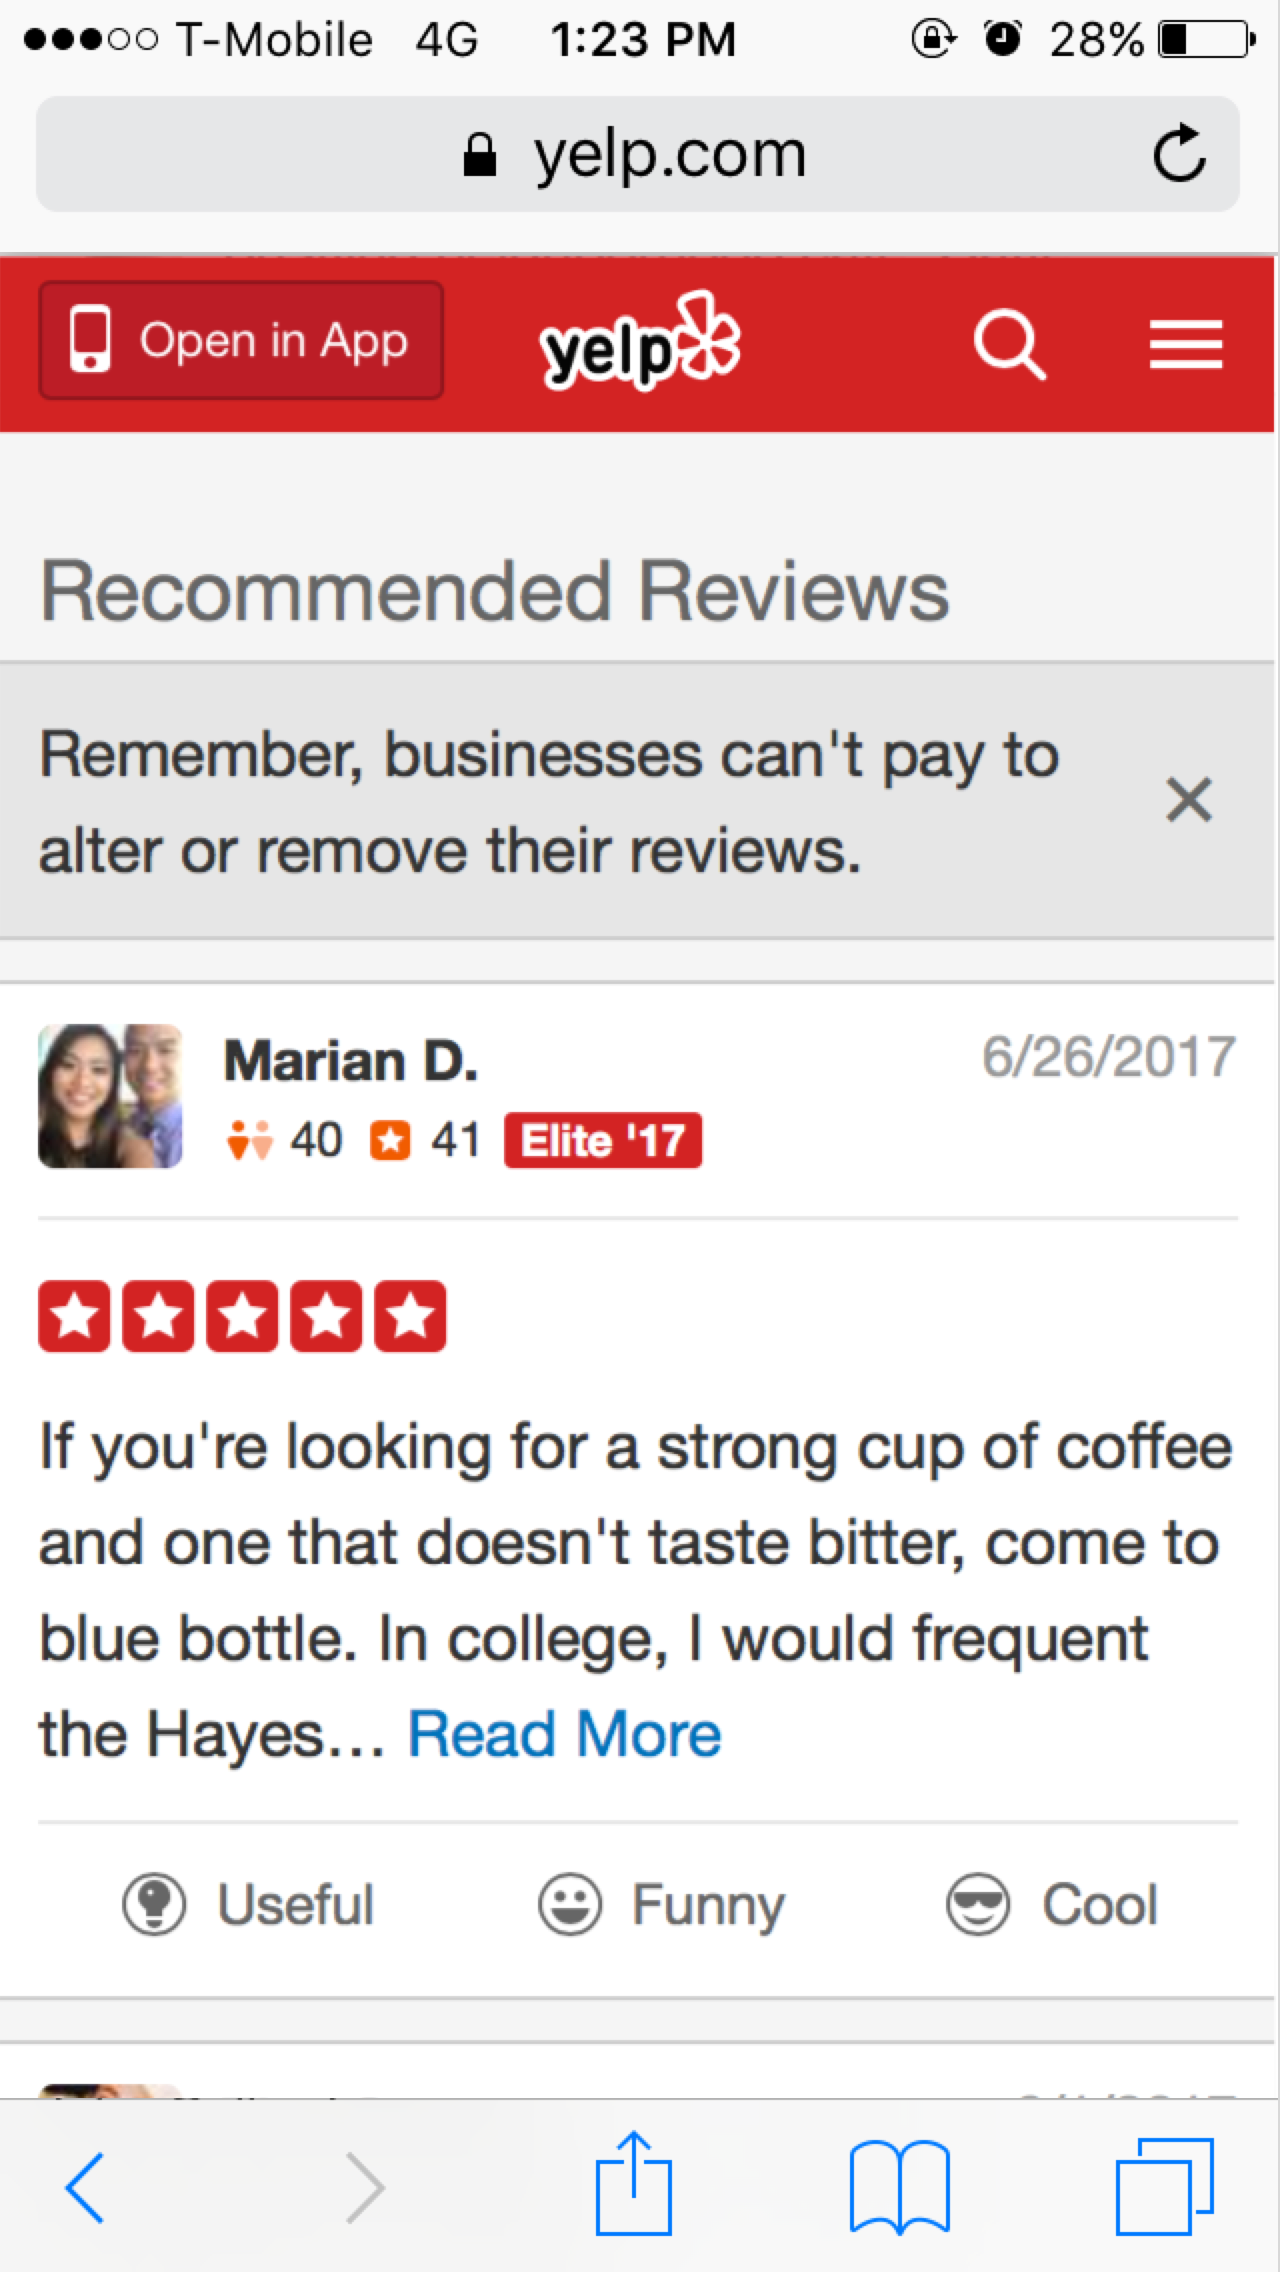 T-Mobile 4G 1:23 PM 28%
yelp.com
Open in App yelp
Recommended Reviews
Remember, businesses can't pay to
alter or remove their reviews.
Marian D. 6/26/2017
40 41 Elite '17
If you're looking for a strong cup of coffee
and one that doesn't taste bitter, come to
blue bottle. In college, I would frequent
the Hayes... Read More
Useful Funny Cool